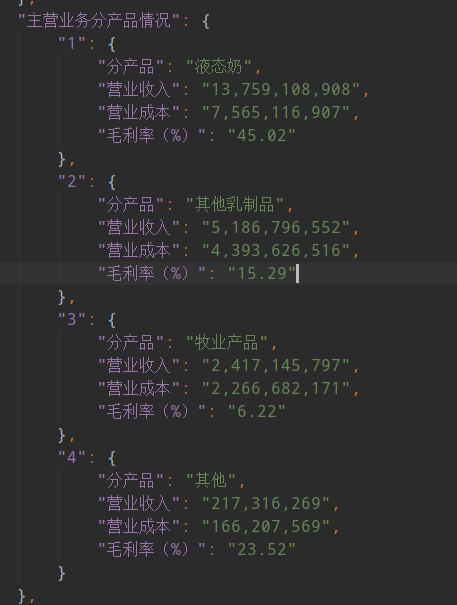 },
"主营业务分产品情况": {
"1": {
"分产品": "液态奶",
"营业收入": "13,759,108,908",
"营业成本": "7,565,116,907",
"毛利率（%）": "45.02"
},
"2": {
"分产品": "其他乳制品",
"营业收入": "5,186,796,552",
"营业成本": "4,393,626,516",
"毛利率（%）": "15.29"
},
"3": {
"分产品": "牧业产品",
"营业收入": "2,417,145,797",
"营业成本": "2,266,682,171",
"毛利率（%）": "6.22"
},
"4": {
"分产品": "其他",
"营业收入": "217,316,269",
"营业成本": "166,207,569",
"毛利率（%）": "23.52"
}
},